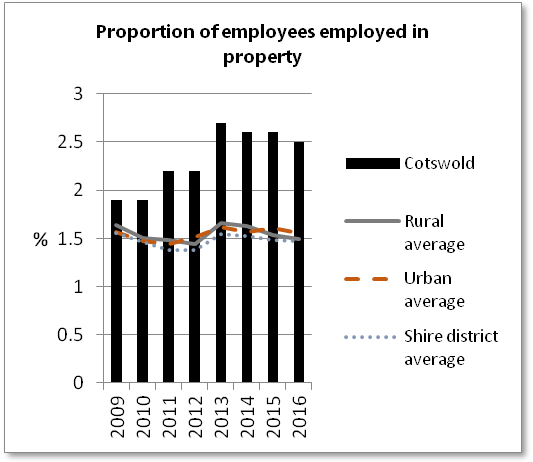 Proportion of employees employed in
property
3
2.5
2
1.5
1
0.5
0
%
2009
2010
2011
2012
2013
2014
2015
2016
Cotswold
Rural
average
Urban
average
Shire district
average